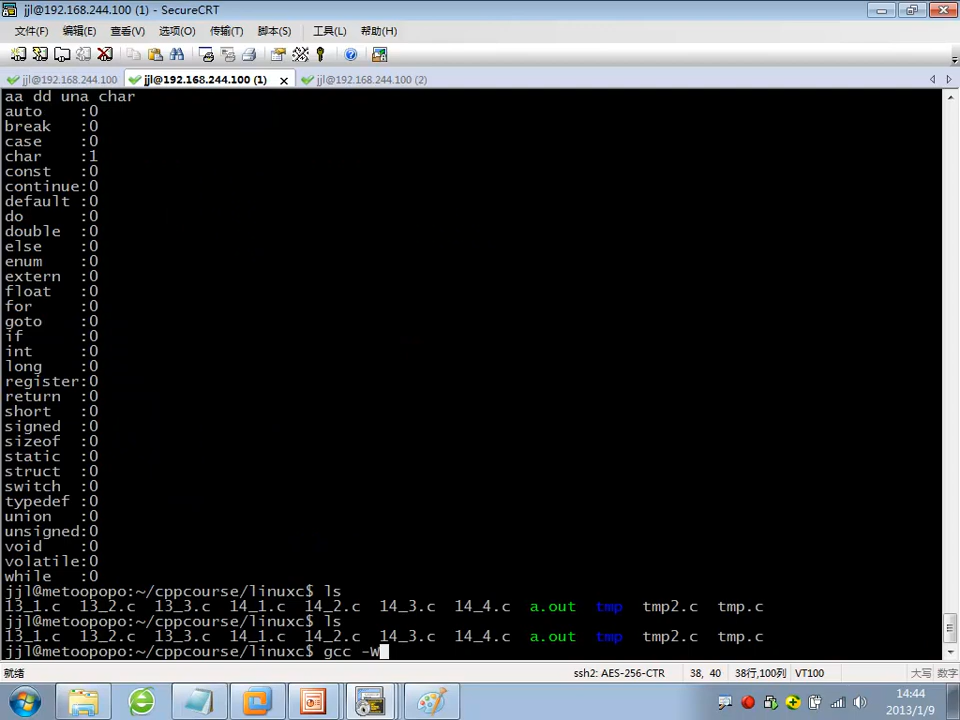 jjl@192.168.244.100 (1) - SecureCRT
文件(F) 编辑(E) 查看(V) 选项(O) 传输(T) 脚本(S) 工具(L) 帮助(H)
jjl@192.168.244.100 jjl@192.168.244.100 (1) jjl@192.168.244.100 (2)
aa dd una char
auto :0
break :0
case :0
char :1
const :0
continue:0
default :0
do :0
double :0
else :0
enum :0
extern :0
float :0
for :0
goto :0
if :0
int :0
long :0
register:0
return :0
short :0
signed :0
sizeof :0
static :0
struct :0
switch :0
typedef :0
union :0
unsigned:0
void :0
volatile:0
while :0
jjl@metoopopo:~/cppcourse/linuxc$ ls
13_1.c 13_2.c 13_3.c 14_1.c 14_2.c 14_3.c 14_4.c a.out tmp tmp2.c tmp.c
jjl@metoopopo:~/cppcourse/linuxc$ ls
13_1.c 13_2.c 13_3.c 14_1.c 14_2.c 14_3.c 14_4.c a.out tmp tmp2.c tmp.c
jjl@metoopopo:~/cppcourse/linuxc$ gcc -W
就绪 ssh2: AES-256-CTR 38, 40 38行,100列 VT100 大写 数字
14:44
2013/1/9